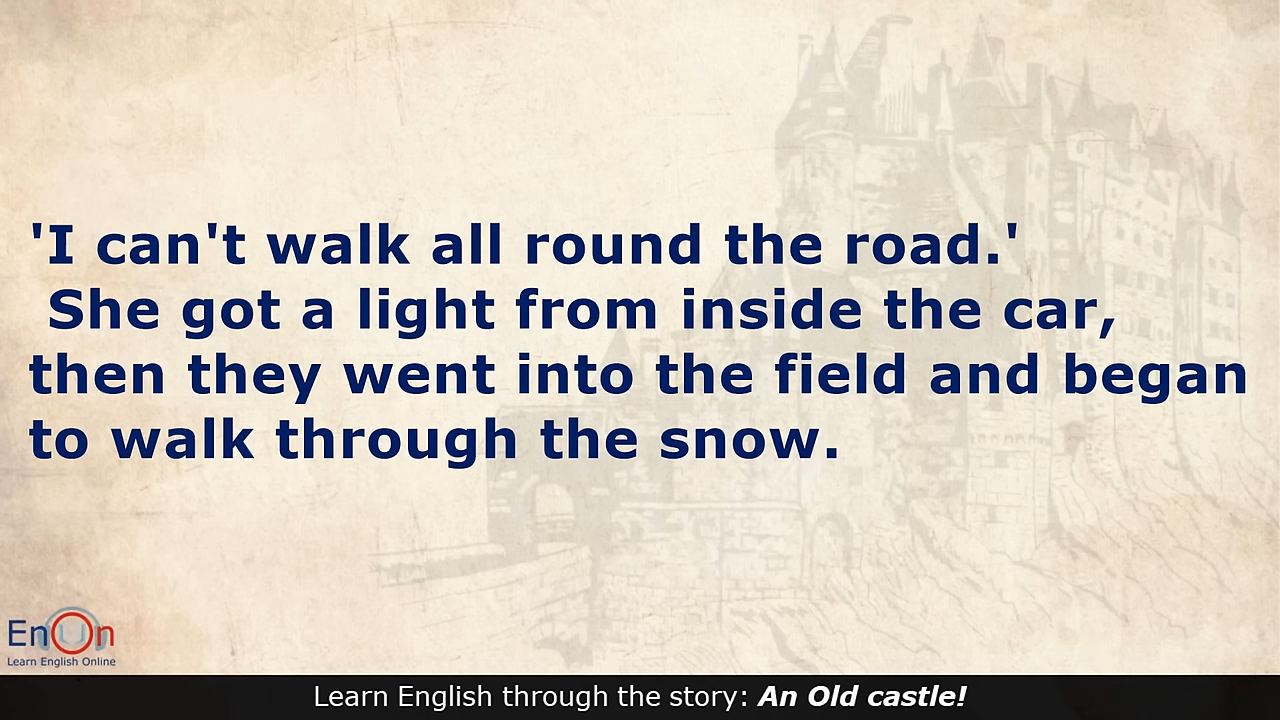 'I can't walk all round the road.'
She got a light from inside the car,
then they went into the field and began
to walk through the snow.
EnOn
Learn English Online
Learn English through the story: An Old castle!